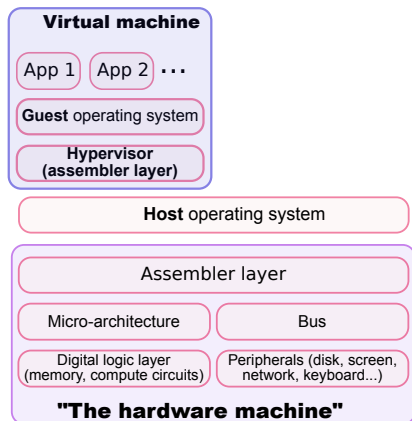 Virtual machine
App 1 App 2 ...
Guest operating system
Hypervisor
(assembler layer)
Host operating system
Assembler layer
Micro-architecture Bus
Digital logic layer
(memory, compute circuits)
Peripherals (disk, screen,
network, keyboard...)
"The hardware machine"